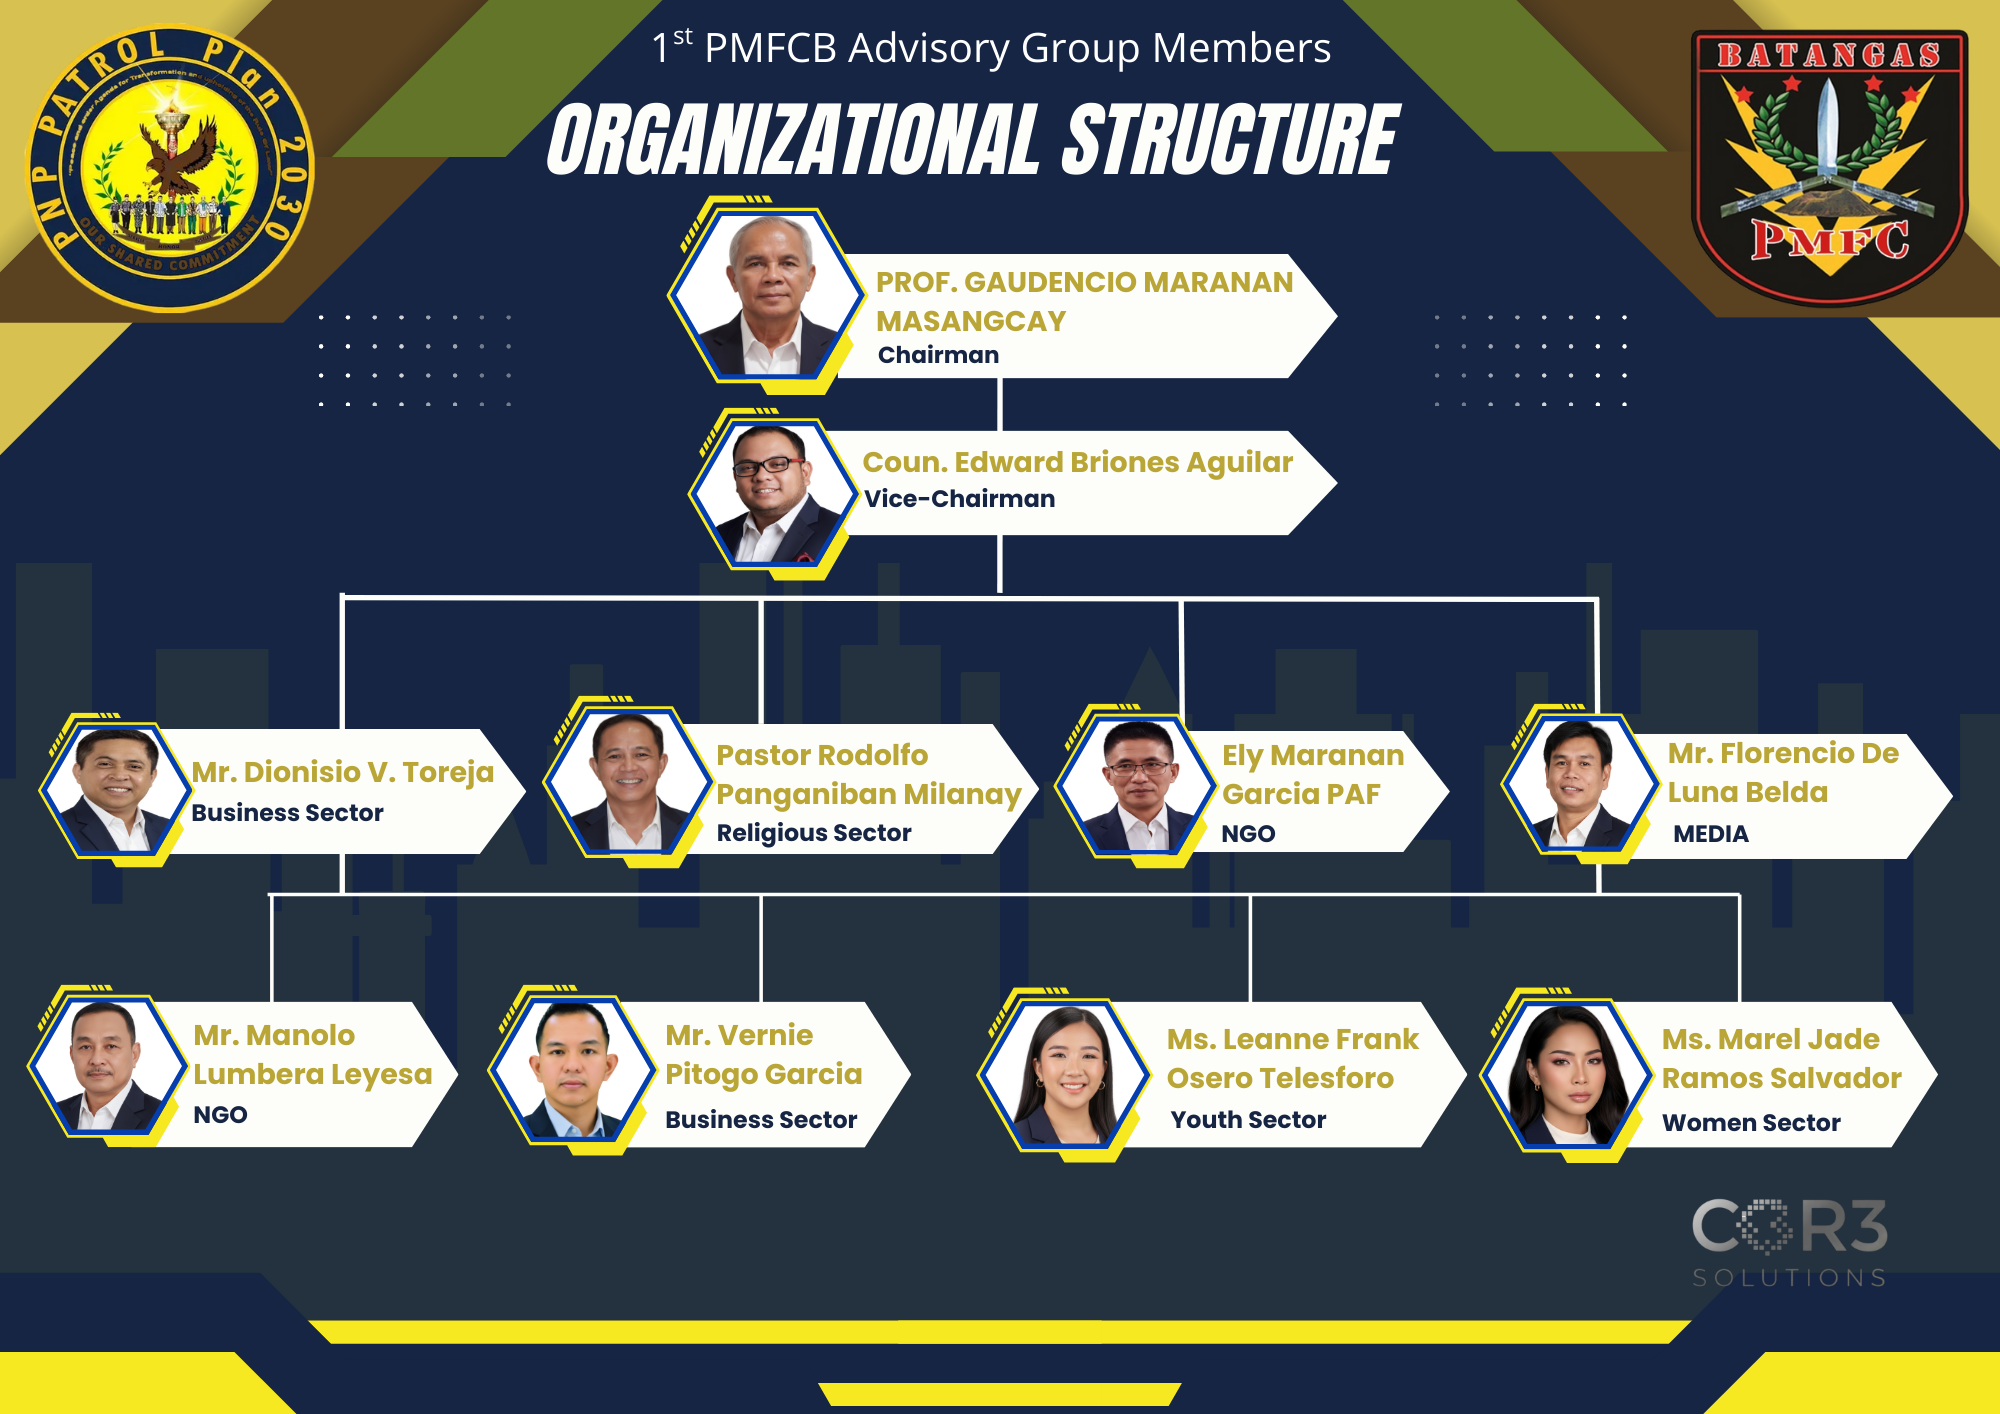 1st PMFCB Advisory Group Members
ORGANIZATIONAL STRUCTURE
PNP PATROL Plan 2030
OUR SHARED COMMITMENT
BATANGAS
PMFC
PROF. GAUDENCIO MARANAN
MASANGCAY
Chairman
Coun. Edward Briones Aguilar
Vice-Chairman
Mr. Dionisio V. Toreja
Business Sector
Pastor Rodolfo
Panganiban Milanay
Religious Sector
Ely Maranan
Garcia PAF
NGO
Mr. Florencio De
Luna Belda
MEDIA
Mr. Manolo
Lumbera Leyesa
NGO
Mr. Vernie
Pitogo Garcia
Business Sector
Ms. Leanne Frank
Osero Telesforo
Youth Sector
Ms. Marel Jade
Ramos Salvador
Women Sector
COR3
SOLUTIONS